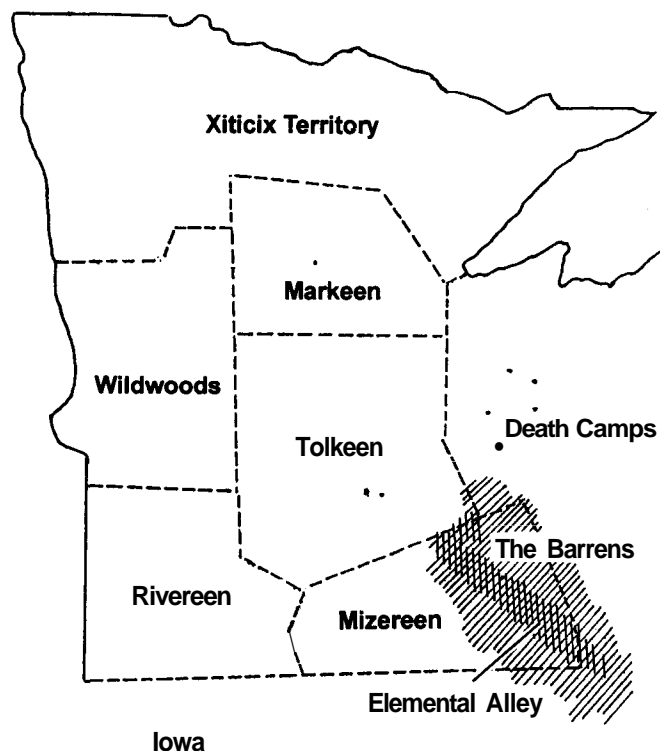 Xiticix Territory
Markeen
Wildwoods
Tolkeen
Death Camps
The Barrens
Rivereen
Mizereen
Elemental Alley
Iowa